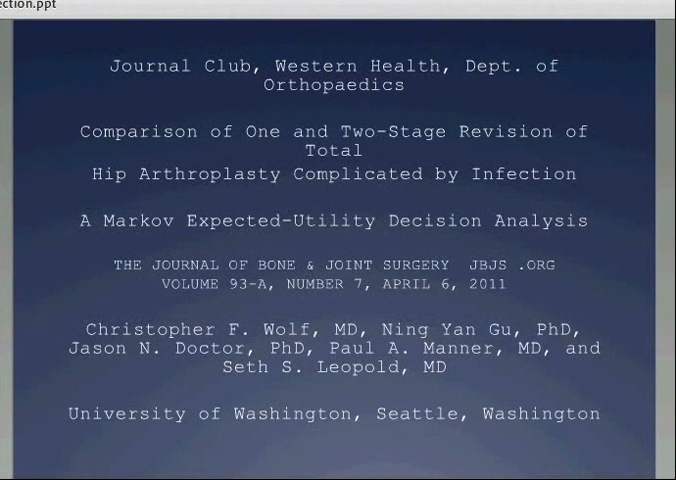 ection.ppt
Journal Club, Western Health, Dept. of
Orthopaedics
Comparison of One and Two-Stage Revision of
Total
Hip Arthroplasty Complicated by Infection
A Markov Expected-Utility Decision Analysis
THE JOURNAL OF BONE & JOINT SURGERY JBJS .ORG
VOLUME 93-A, NUMBER 7, APRIL 6, 2011
Christopher F. Wolf, MD, Ning Yan Gu, PhD,
Jason N. Doctor, PhD, Paul A. Manner, MD, and
Seth S. Leopold, MD
University of Washington, Seattle, Washington